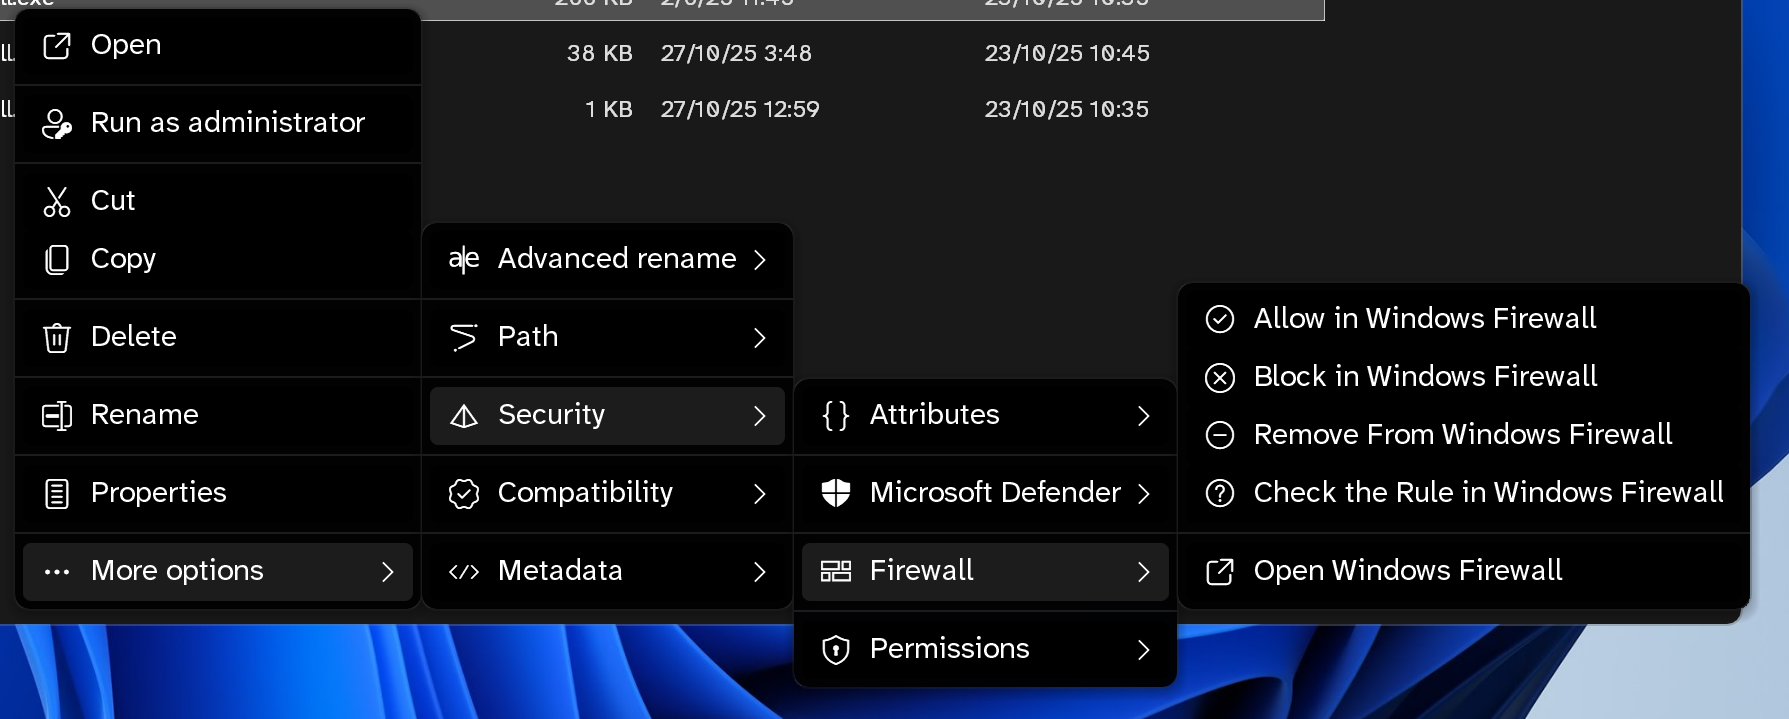 38 KB 27/10/25 3:48 23/10/25 10:45
1 KB 27/10/25 12:59 23/10/25 10:35
Open
Run as administrator
Cut
Copy
Delete
Rename
Properties
More options
Advanced rename
Path
Security
Compatibility
Metadata
Attributes
Microsoft Defender
Firewall
Permissions
Allow in Windows Firewall
Block in Windows Firewall
Remove From Windows Firewall
Check the Rule in Windows Firewall
Open Windows Firewall